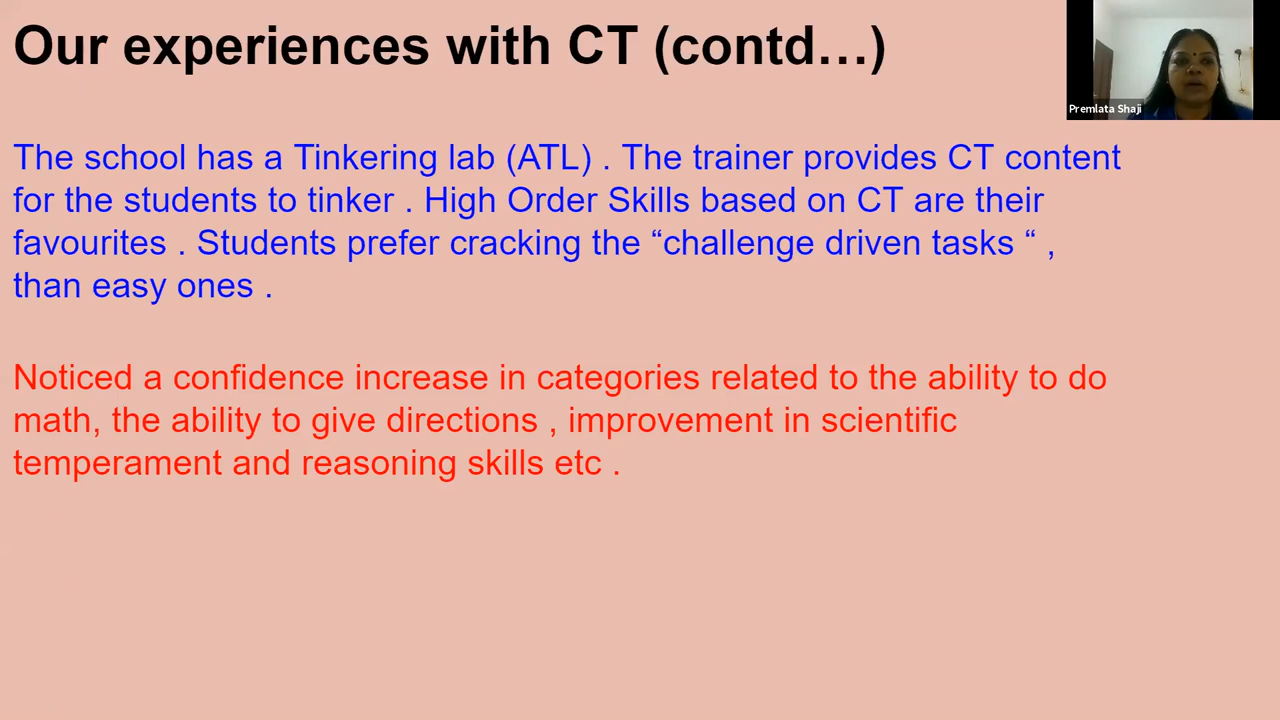 Our experiences with CT (contd…)
Premlata Shaji
The school has a Tinkering lab (ATL) . The trainer provides CT content
for the students to tinker . High Order Skills based on CT are their
favourites . Students prefer cracking the “challenge driven tasks “ ,
than easy ones .
Noticed a confidence increase in categories related to the ability to do
math, the ability to give directions , improvement in scientific
temperament and reasoning skills etc .